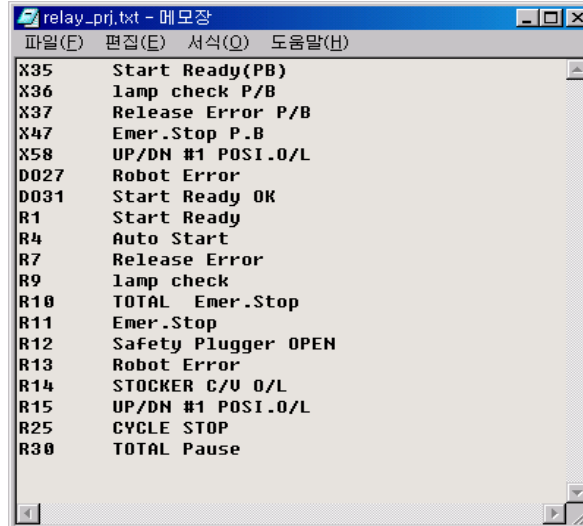 relay_prj.txt - 메모장
파일(F) 편집(E) 서식(O) 도움말(H)
X35 Start Ready(PB)
X36 lamp check P/B
X37 Release Error P/B
X47 Emer.Stop P.B
X58 UP/DN #1 POSI.O/L
DO27 Robot Error
DO31 Start Ready OK
R1 Start Ready
R4 Auto Start
R7 Release Error
R9 lamp check
R10 TOTAL  Emer.Stop
R11 Emer.Stop
R12 Safety Plugger OPEN
R13 Robot Error
R14 STOCKER C/V O/L
R15 UP/DN #1 POSI.O/L
R25 CYCLE STOP
R30 TOTAL Pause